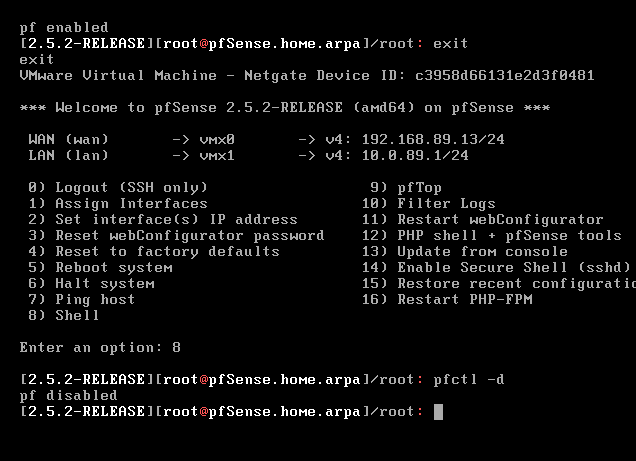 pf enabled
[2.5.2-RELEASE][root@pfSense.home.arpa]/root: exit
exit
VMware Virtual Machine - Netgate Device ID: c3958d66131e2d3f0481
*** Welcome to pfSense 2.5.2-RELEASE (amd64) on pfSense ***
WAN (wan) -> vmx0 -> v4: 192.168.89.13/24
LAN (lan) -> vmx1 -> v4: 10.0.89.1/24
0) Logout (SSH only) 9) pfTop
1) Assign Interfaces 10) Filter Logs
2) Set interface(s) IP address 11) Restart webConfigurator
3) Reset webConfigurator password 12) PHP shell + pfSense tools
4) Reset to factory defaults 13) Update from console
5) Reboot system 14) Enable Secure Shell (sshd)
6) Halt system 15) Restore recent configuratio
7) Ping host 16) Restart PHP-FPM
8) Shell
Enter an option: 8
[2.5.2-RELEASE][root@pfSense.home.arpa]/root: pfctl -d
pf disabled
[2.5.2-RELEASE][root@pfSense.home.arpa]/root: